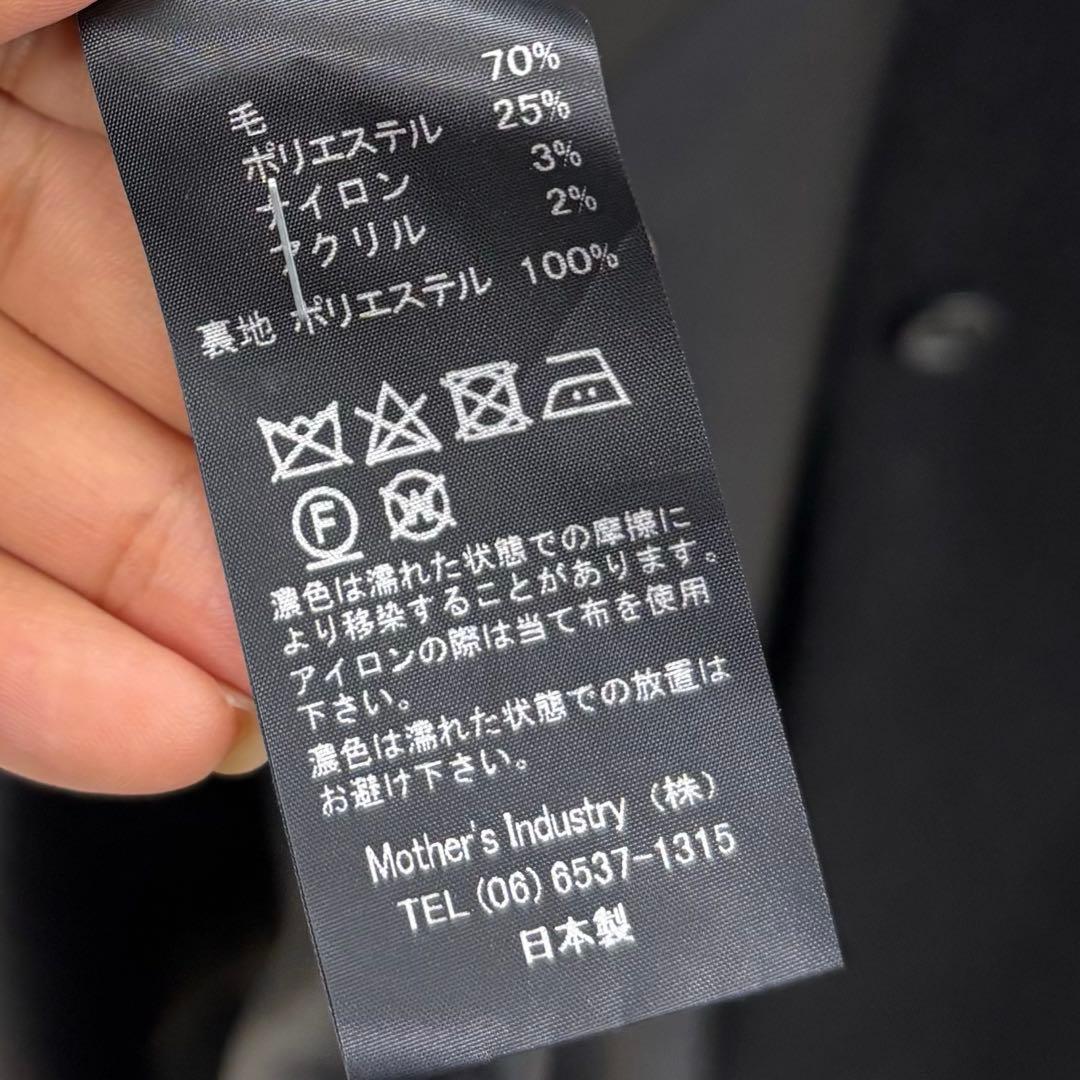 毛 70%
ポリエステル 25%
ナイロン 3%
アクリル 2%
裏地 ポリエステル 100%
F W
濃色は濡れた状態での摩擦に
より移染することがあります。
アイロンの際は当て布を使用
下さい。
濃色は濡れた状態での放置は
お避け下さい。
Mother's Industry (株)
TEL (06) 6537-1315
日本製